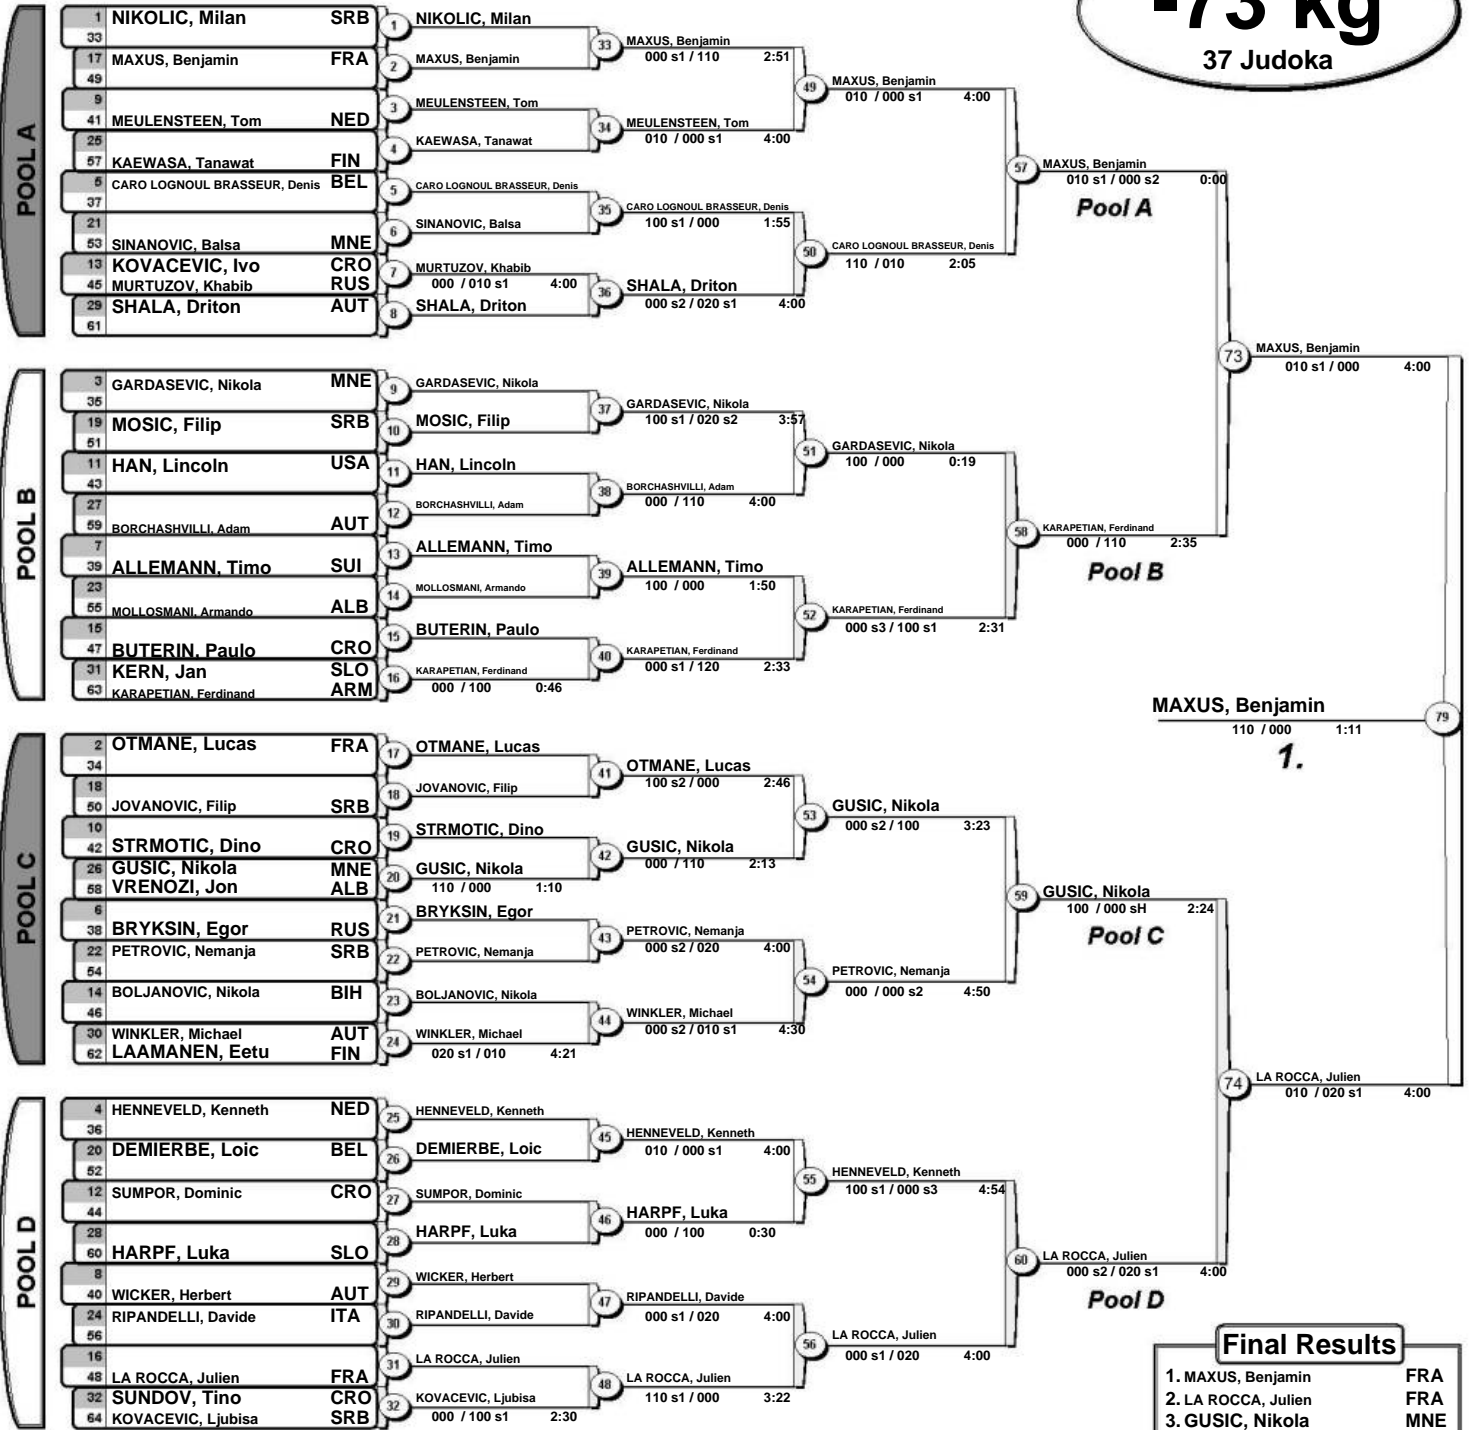 -73 kg
37 Judoka
POOL A
1 NIKOLIC, Milan SRB
33
17 MAXUS, Benjamin FRA
49
9
41 MEULENSTEEN, Tom NED
25
57 KAEWASA, Tanawat FIN
5 CARO LOGNOUL BRASSEUR, Denis BEL
37
21
53 SINANOVIC, Balsa MNE
13 KOVACEVIC, Ivo CRO
45 MURTUZOV, Khabib RUS
29 SHALA, Driton AUT
61
1 NIKOLIC, Milan
2 MAXUS, Benjamin
3 MEULENSTEEN, Tom
4 KAEWASA, Tanawat
5 CARO LOGNOUL BRASSEUR, Denis
6 SINANOVIC, Balsa
7 MURTUZOV, Khabib
000 / 010 s1 4:00
8 SHALA, Driton
33 MAXUS, Benjamin
000 s1 / 110 2:51
34 MEULENSTEEN, Tom
010 / 000 s1 4:00
35 CARO LOGNOUL BRASSEUR, Denis
100 s1 / 000 1:55
36 SHALA, Driton
000 s2 / 020 s1 4:00
49 MAXUS, Benjamin
010 / 000 s1 4:00
50 CARO LOGNOUL BRASSEUR, Denis
110 / 010 2:05
57 MAXUS, Benjamin
010 s1 / 000 s2 0:00
Pool A
POOL B
3 GARDASEVIC, Nikola MNE
35
19 MOSIC, Filip SRB
51
11 HAN, Lincoln USA
43
27
59 BORCHASHVILLI, Adam AUT
7
39 ALLEMANN, Timo SUI
23
55 MOLLOSMANI, Armando ALB
15
47 BUTERIN, Paulo CRO
31 KERN, Jan SLO
63 KARAPETIAN, Ferdinand ARM
9 GARDASEVIC, Nikola
10 MOSIC, Filip
11 HAN, Lincoln
12 BORCHASHVILLI, Adam
13 ALLEMANN, Timo
14 MOLLOSMANI, Armando
15 BUTERIN, Paulo
16 KARAPETIAN, Ferdinand
000 / 100 0:46
37 GARDASEVIC, Nikola
100 s1 / 020 s2 3:57
38 BORCHASHVILLI, Adam
000 / 110 4:00
39 ALLEMANN, Timo
100 / 000 1:50
40 KARAPETIAN, Ferdinand
000 s1 / 120 2:33
51 GARDASEVIC, Nikola
100 / 000 0:19
52 KARAPETIAN, Ferdinand
000 s3 / 100 s1 2:31
58 KARAPETIAN, Ferdinand
000 / 110 2:35
Pool B
73 MAXUS, Benjamin
010 s1 / 000 4:00
MAXUS, Benjamin 79
110 / 000 1:11
1.
POOL C
2 OTMANE, Lucas FRA
34
18
50 JOVANOVIC, Filip SRB
10
42 STRMOTIC, Dino CRO
26 GUSIC, Nikola MNE
58 VRENOZI, Jon ALB
6
38 BRYKSIN, Egor RUS
22 PETROVIC, Nemanja SRB
54
14 BOLJANOVIC, Nikola BIH
46
30 WINKLER, Michael AUT
62 LAAMANEN, Eetu FIN
17 OTMANE, Lucas
18 JOVANOVIC, Filip
19 STRMOTIC, Dino
20 GUSIC, Nikola
110 / 000 1:10
21 BRYKSIN, Egor
22 PETROVIC, Nemanja
23 BOLJANOVIC, Nikola
24 WINKLER, Michael
020 s1 / 010 4:21
41 OTMANE, Lucas
100 s2 / 000 2:46
42 GUSIC, Nikola
000 / 110 2:13
43 PETROVIC, Nemanja
000 s2 / 020 4:00
44 WINKLER, Michael
000 s2 / 010 s1 4:30
53 GUSIC, Nikola
000 s2 / 100 3:23
54 PETROVIC, Nemanja
000 / 000 s2 4:50
59 GUSIC, Nikola
100 / 000 sH 2:24
Pool C
POOL D
4 HENNEVELD, Kenneth NED
36
20 DEMIERBE, Loic BEL
52
12 SUMPOR, Dominic CRO
44
28
60 HARPF, Luka SLO
8
40 WICKER, Herbert AUT
24 RIPANDELLI, Davide ITA
56
16
48 LA ROCCA, Julien FRA
32 SUNDOV, Tino CRO
64 KOVACEVIC, Ljubisa SRB
25 HENNEVELD, Kenneth
26 DEMIERBE, Loic
27 SUMPOR, Dominic
28 HARPF, Luka
29 WICKER, Herbert
30 RIPANDELLI, Davide
31 LA ROCCA, Julien
32 KOVACEVIC, Ljubisa
000 / 100 s1 2:30
45 HENNEVELD, Kenneth
010 / 000 s1 4:00
46 HARPF, Luka
000 / 100 0:30
47 RIPANDELLI, Davide
000 s1 / 020 4:00
48 LA ROCCA, Julien
110 s1 / 000 3:22
55 HENNEVELD, Kenneth
100 s1 / 000 s3 4:54
56 LA ROCCA, Julien
000 s1 / 020 4:00
60 LA ROCCA, Julien
000 s2 / 020 s1 4:00
Pool D
74 LA ROCCA, Julien
010 / 020 s1 4:00
Final Results
1. MAXUS, Benjamin FRA
2. LA ROCCA, Julien FRA
3. GUSIC, Nikola MNE